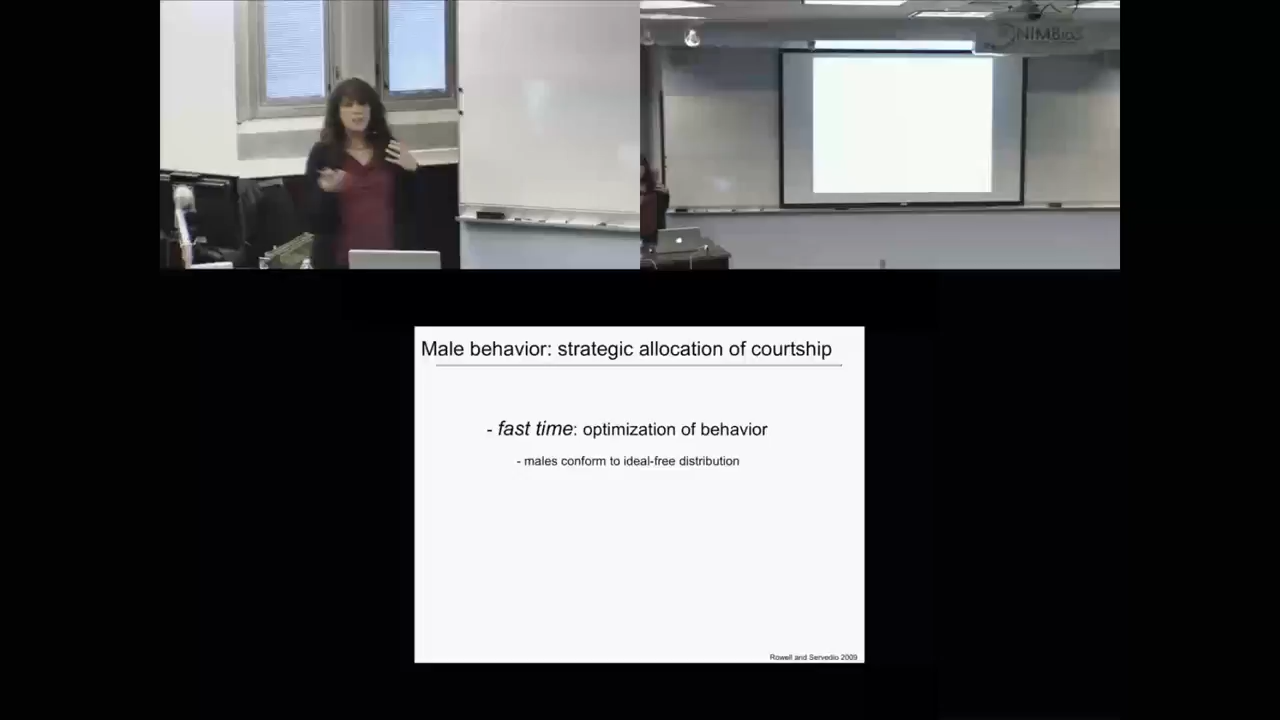 NIMBioS
Male behavior: strategic allocation of courtship
- fast time: optimization of behavior
- males conform to ideal-free distribution
Rowell and Servedio 2009